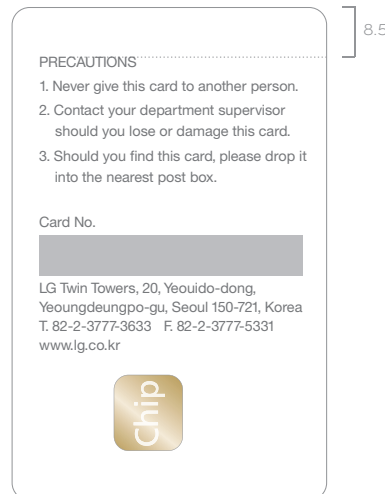 8.5
PRECAUTIONS
1. Never give this card to another person.
2. Contact your department supervisor
should you lose or damage this card.
3. Should you find this card, please drop it
into the nearest post box.
Card No.
LG Twin Towers, 20, Yeouido-dong,
Yeoungdeungpo-gu, Seoul 150-721, Korea
T. 82-2-3777-3633 F. 82-2-3777-5331
www.lg.co.kr
Chip